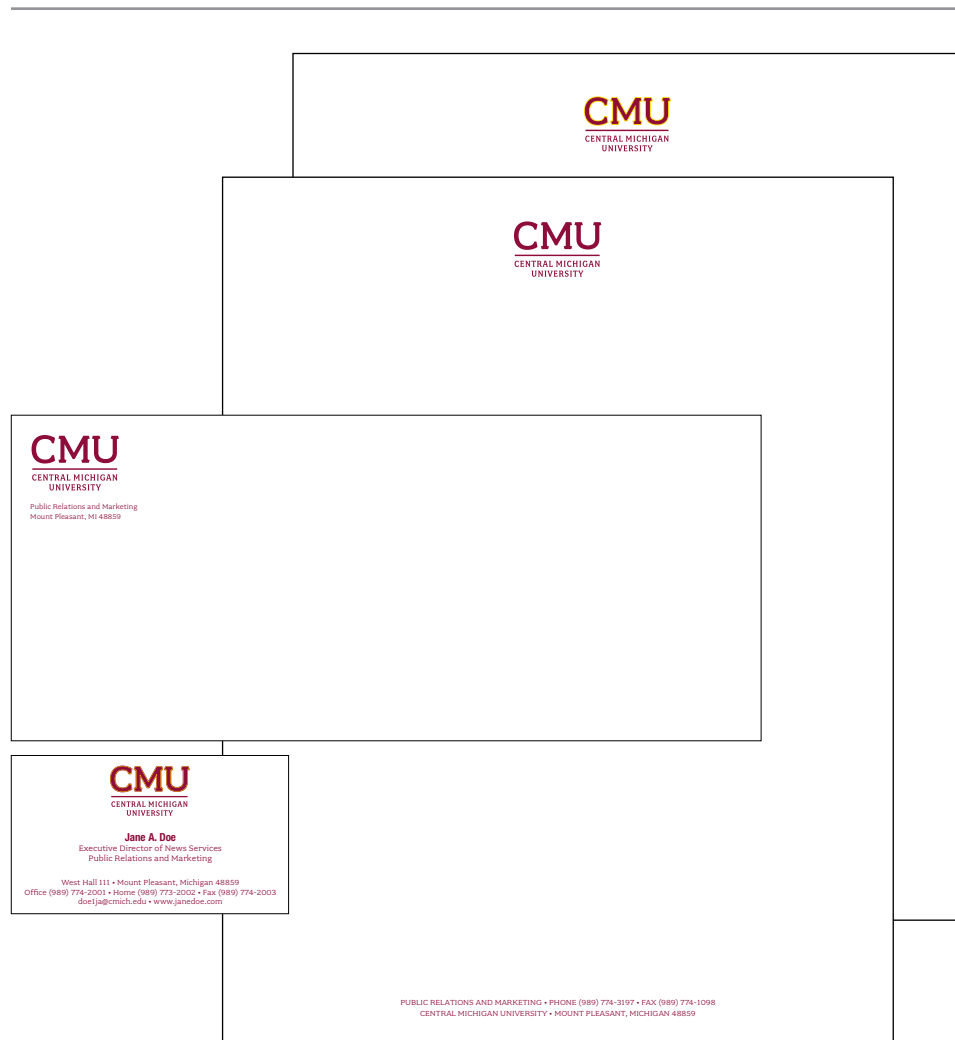 CMU
CENTRAL MICHIGAN
UNIVERSITY
CMU
CENTRAL MICHIGAN
UNIVERSITY
CMU
CENTRAL MICHIGAN
UNIVERSITY
Public Relations and Marketing
Mount Pleasant, MI 48859
CMU
CENTRAL MICHIGAN
UNIVERSITY
Jane A. Doe
Executive Director of News Services
Public Relations and Marketing
West Hall 111 • Mount Pleasant, Michigan 48859
Office (989) 774-2001 • Home (989) 773-2002 • Fax (989) 774-2003
doe1ja@cmich.edu • www.janedoe.com
PUBLIC RELATIONS AND MARKETING • PHONE (989) 774-3197 • FAX (989) 774-1098
CENTRAL MICHIGAN UNIVERSITY • MOUNT PLEASANT, MICHIGAN 48859